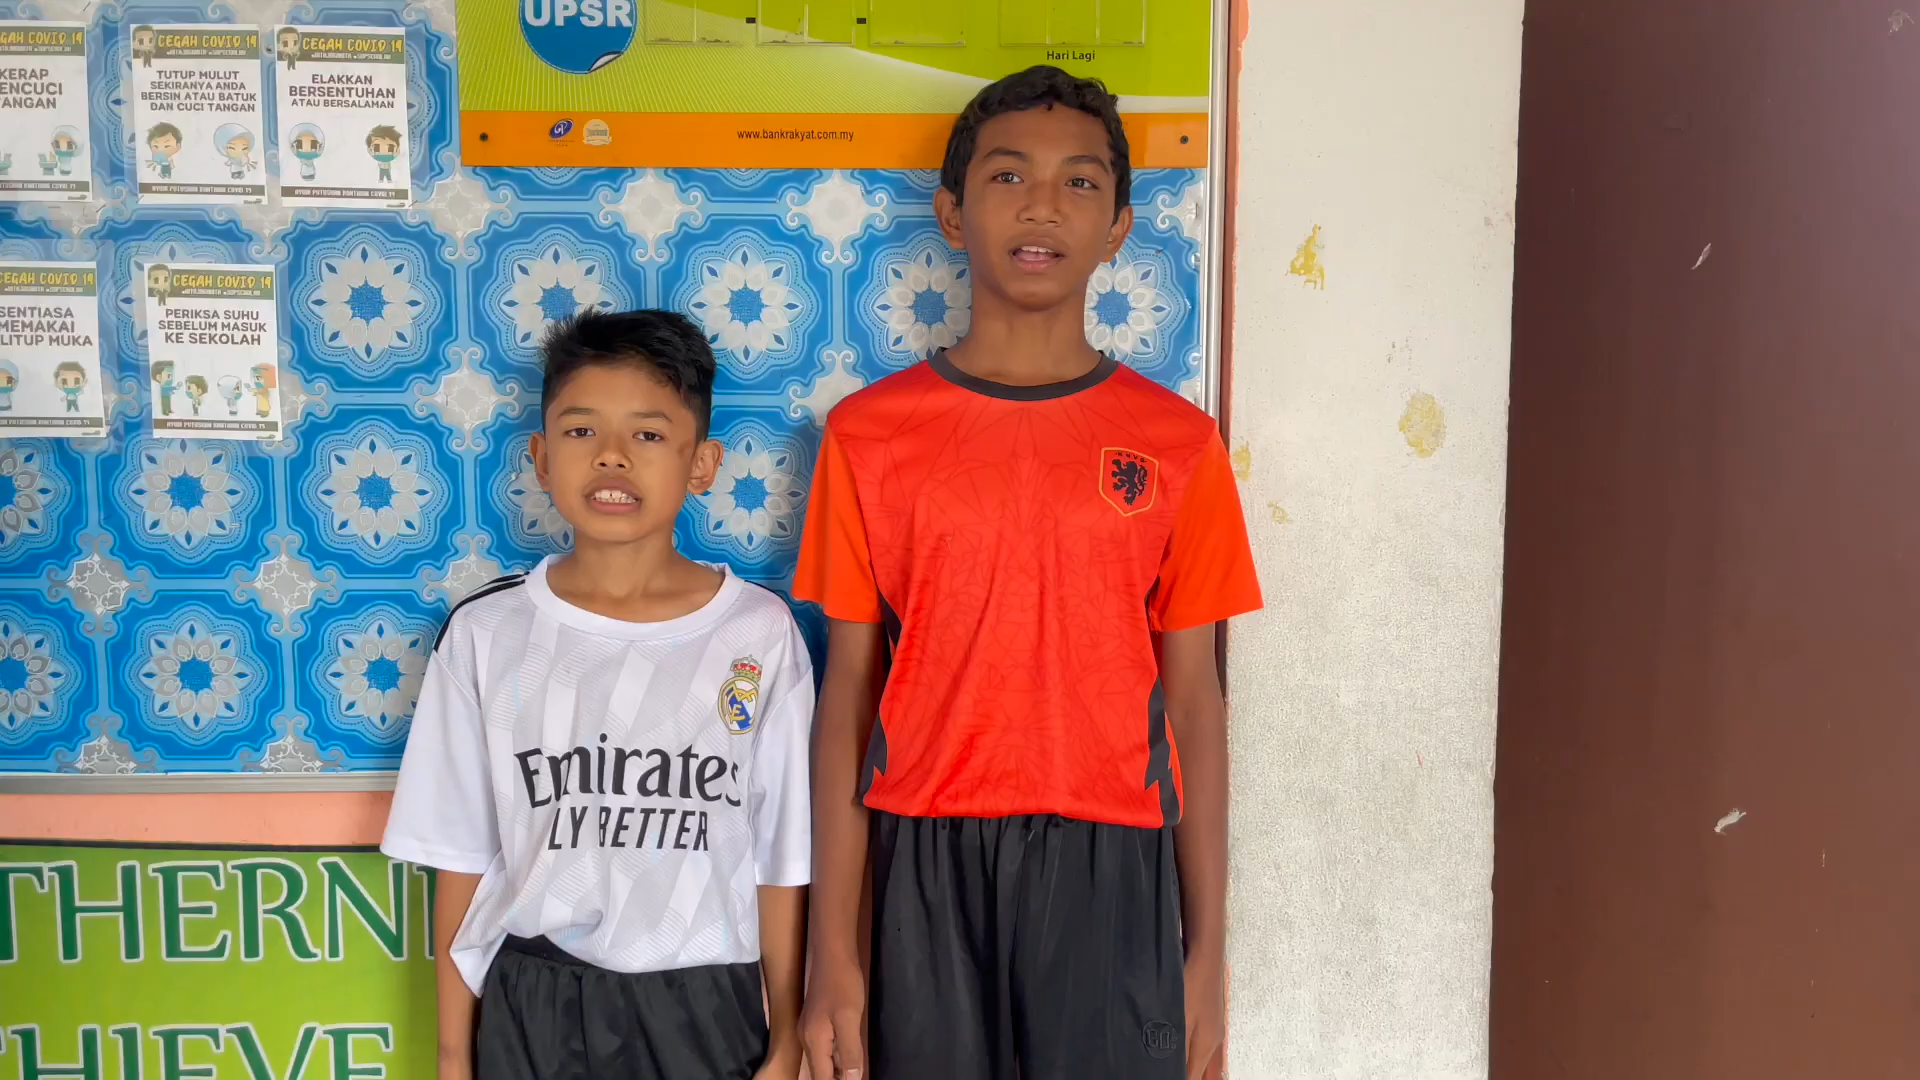 CEGAH COVID 19
KERAP
TANGAN
CEGAH COVID 19
TUTUP MULUT
SEKIRANYA ANDA
BERSIN ATAU BATUK
DAN CUCI TANGAN
CEGAH COVID 19
ELAKKAN
BERSENTUHAN
ATAU BERSALAMAN
CEGAH COVID 19
SENTIASA
MEMAKAI
LITUP MUKA
CEGAH COVID 19
PERIKSA SUHU
SEBELUM MASUK
KE SEKOLAH
UPSR
Hari Lagi
www.bankrakyat.com.my
Emirates
LY BETTER
THERN
HIEVE